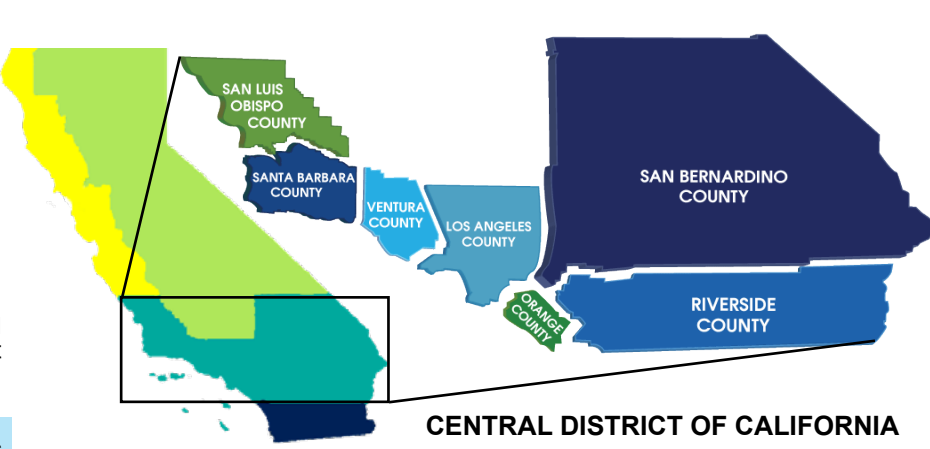 SAN LUIS
OBISPO
COUNTY
SANTA BARBARA
COUNTY
VENTURA
COUNTY
LOS ANGELES
COUNTY
ORANGE
COUNTY
SAN BERNARDINO
COUNTY
RIVERSIDE
COUNTY
CENTRAL DISTRICT OF CALIFORNIA